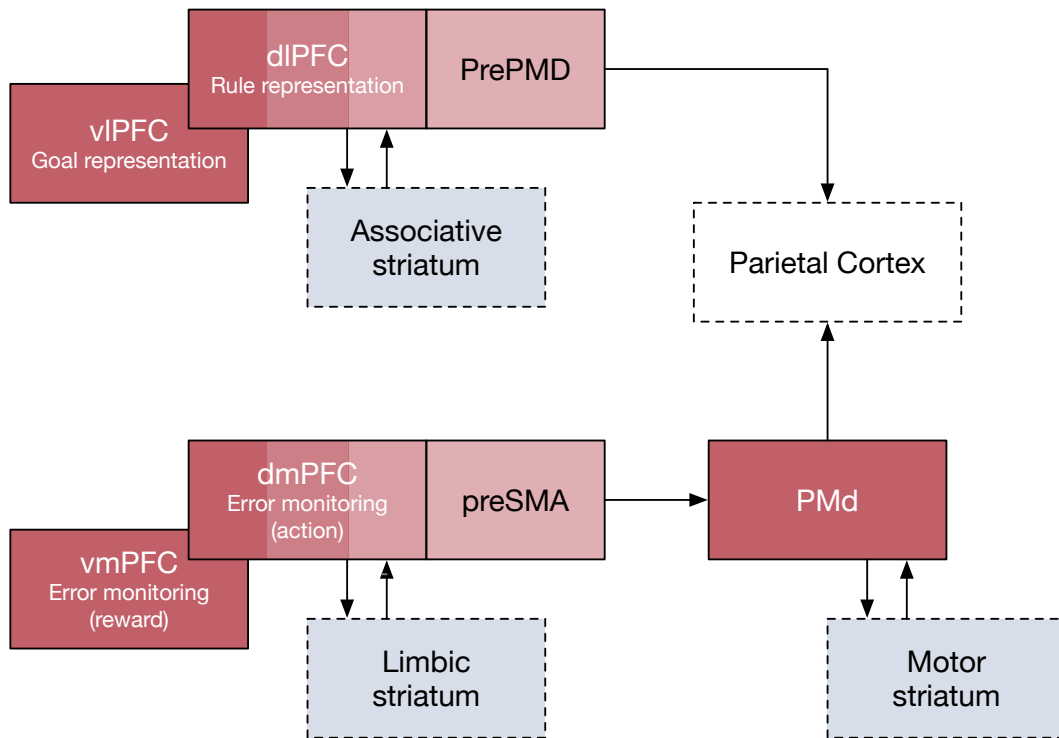 dlPFC
Rule representation
PrePMD
vlPFC
Goal representation
Associative
striatum
Parietal Cortex
dmPFC
Error monitoring
(action)
preSMA
PMd
vmPFC
Error monitoring
(reward)
Limbic
striatum
Motor
striatum